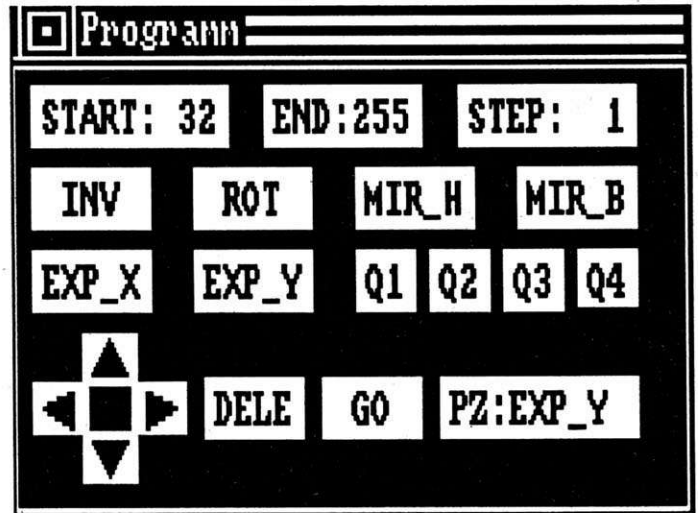 Programm
START: 32 END:255 STEP: 1
INV ROT MIR_H MIR_B
EXP_X EXP_Y Q1 Q2 Q3 Q4
DELE GO PZ:EXP_Y